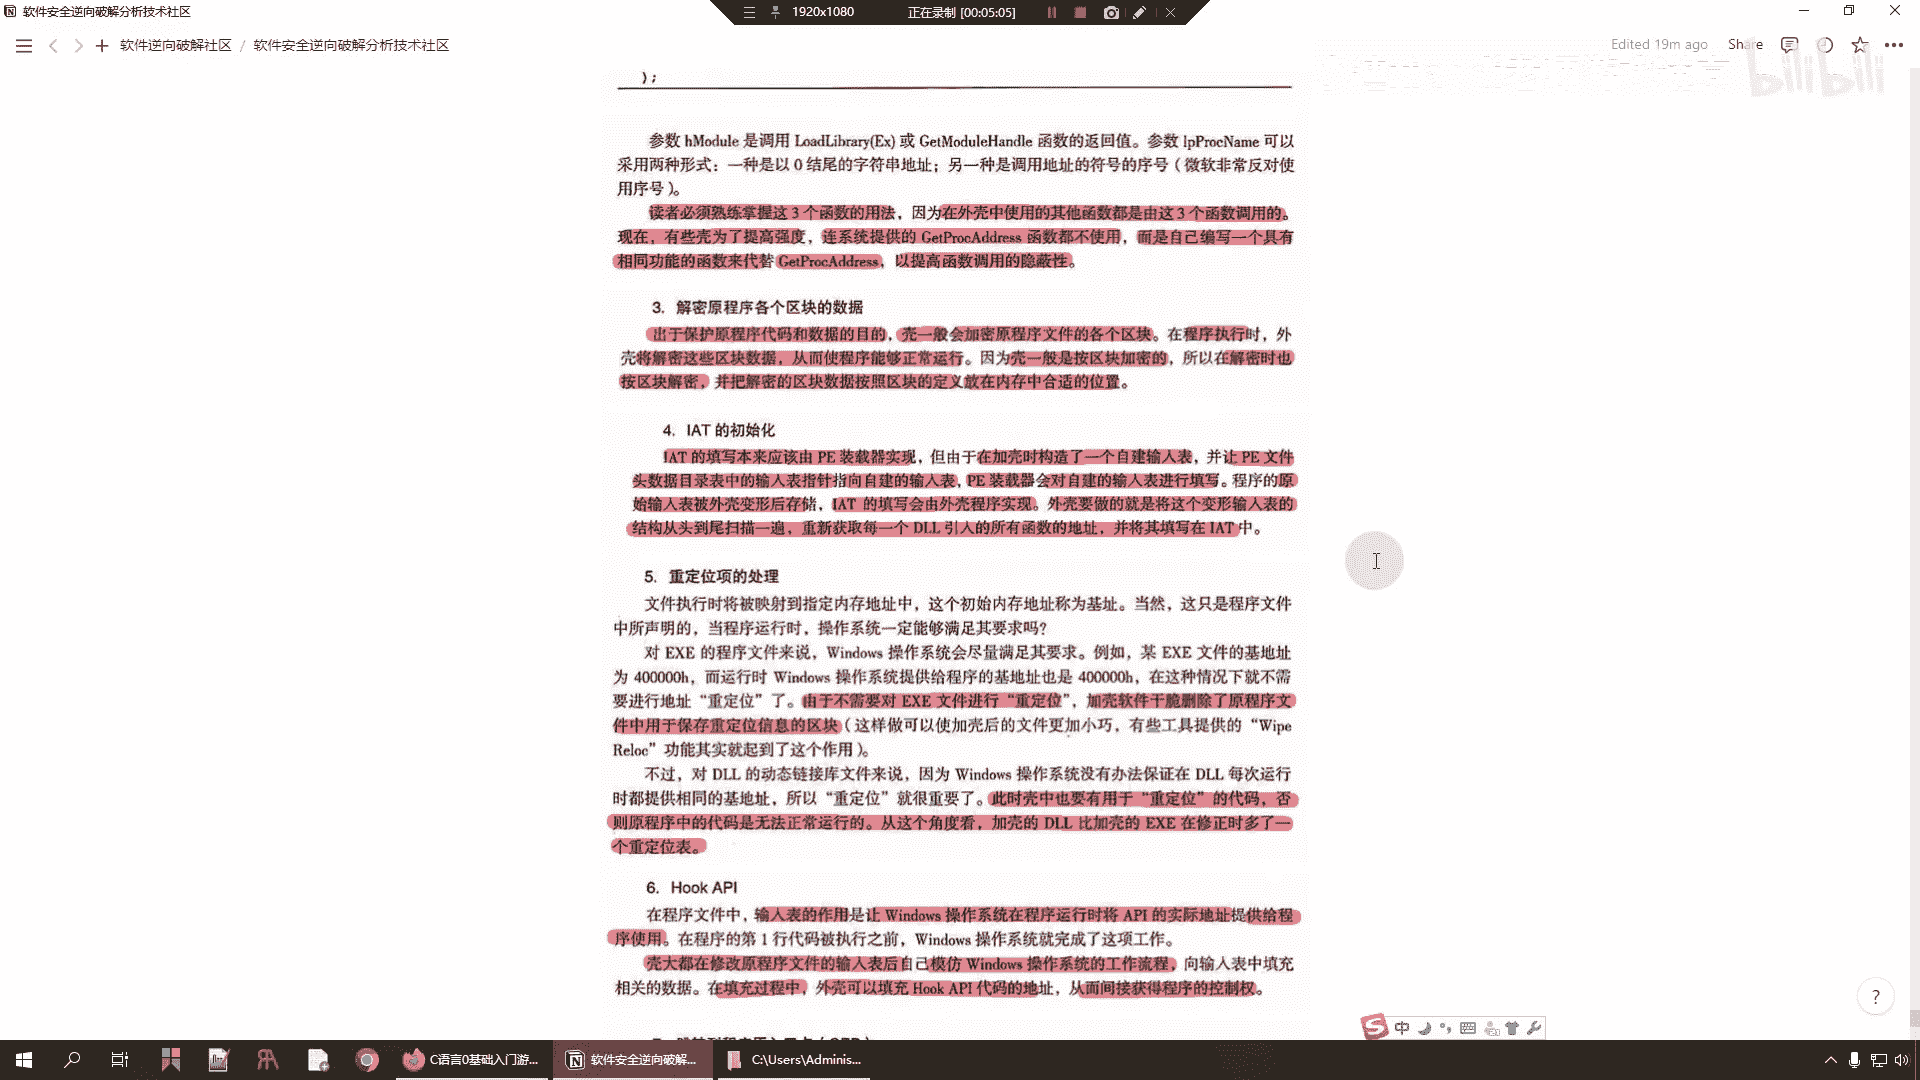 软件安全逆向破解分析技术社区
1920x1080
正在录制 [00:05:05]
软件逆向破解社区 / 软件安全逆向破解分析技术社区
Edited 19m ago
Share
bilibili
);
参数 hModule 是调用 LoadLibrary(Ex) 或 GetModuleHandle 函数的返回值。参数 lpProcName 可以
采用两种形式：一种是以 0 结尾的字符串地址；另一种是调用地址的符号的序号（微软非常反对使
用序号）。
读者必须熟练掌握这 3 个函数的用法，因为在外壳中使用的其他函数都是由这 3 个函数调用的。
现在，有些壳为了提高强度，连系统提供的 GetProcAddress 函数都不使用，而是自己编写一个具有
相同功能的函数来代替 GetProcAddress，以提高函数调用的隐蔽性。
3. 解密原程序各个区块的数据
出于保护原程序代码和数据的目的，壳一般会加密原程序文件的各个区块。在程序执行时，外
壳将解密这些区块数据，从而使程序能够正常运行。因为壳一般是按区块加密的，所以在解密时也
按区块解密，并把解密的区块数据按照区块的定义放在内存中合适的位置。
4. IAT 的初始化
IAT 的填写本来应该由 PE 装载器实现，但由于在加壳时构造了一个自建输入表，并让 PE 文件
头数据目录表中的输入表指针指向自建的输入表，PE 装载器会对自建的输入表进行填写。程序的原
始输入表被外壳变形后存储，IAT 的填写会由外壳程序实现。外壳要做的就是将这个变形输入表的
结构从头到尾扫描一遍，重新获取每一个 DLL 引入的所有函数的地址，并将其填写在 IAT 中。
5. 重定位项的处理
文件执行时将被映射到指定内存地址中，这个初始内存地址称为基址。当然，这只是程序文件
中所声明的，当程序运行时，操作系统一定能够满足其要求吗？
对 EXE 的程序文件来说，Windows 操作系统会尽量满足其要求。例如，某 EXE 文件的基地址
为 400000h，而运行时 Windows 操作系统提供给程序的基地址也是 400000h，在这种情况下就不需
要进行地址“重定位”了。由于不需要对 EXE 文件进行“重定位”，加壳软件干脆删除了原程序文
件中用于保存重定位信息的区块（这样做可以使加壳后的文件更加小巧，有些工具提供的“Wipe
Reloc”功能其实就起到了这个作用）。
不过，对 DLL 的动态链接库文件来说，因为 Windows 操作系统没有办法保证在 DLL 每次运行
时都提供相同的基地址，所以“重定位”就很重要了。此时壳中也要有用于“重定位”的代码，否
则原程序中的代码是无法正常运行的。从这个角度看，加壳的 DLL 比加壳的 EXE 在修正时多了一
个重定位表。
6. Hook API
在程序文件中，输入表的作用是让 Windows 操作系统在程序运行时将 API 的实际地址提供给程
序使用。在程序的第 1 行代码被执行之前，Windows 操作系统就完成了这项工作。
壳大都在修改原程序文件的输入表后自己模仿 Windows 操作系统的工作流程，向输入表中填充
相关的数据。在填充过程中，外壳可以填充 Hook API 代码的地址，从而间接获得程序的控制权。
?
中
C语言0基础入门游...
软件安全逆向破解...
C:\Users\Adminis...